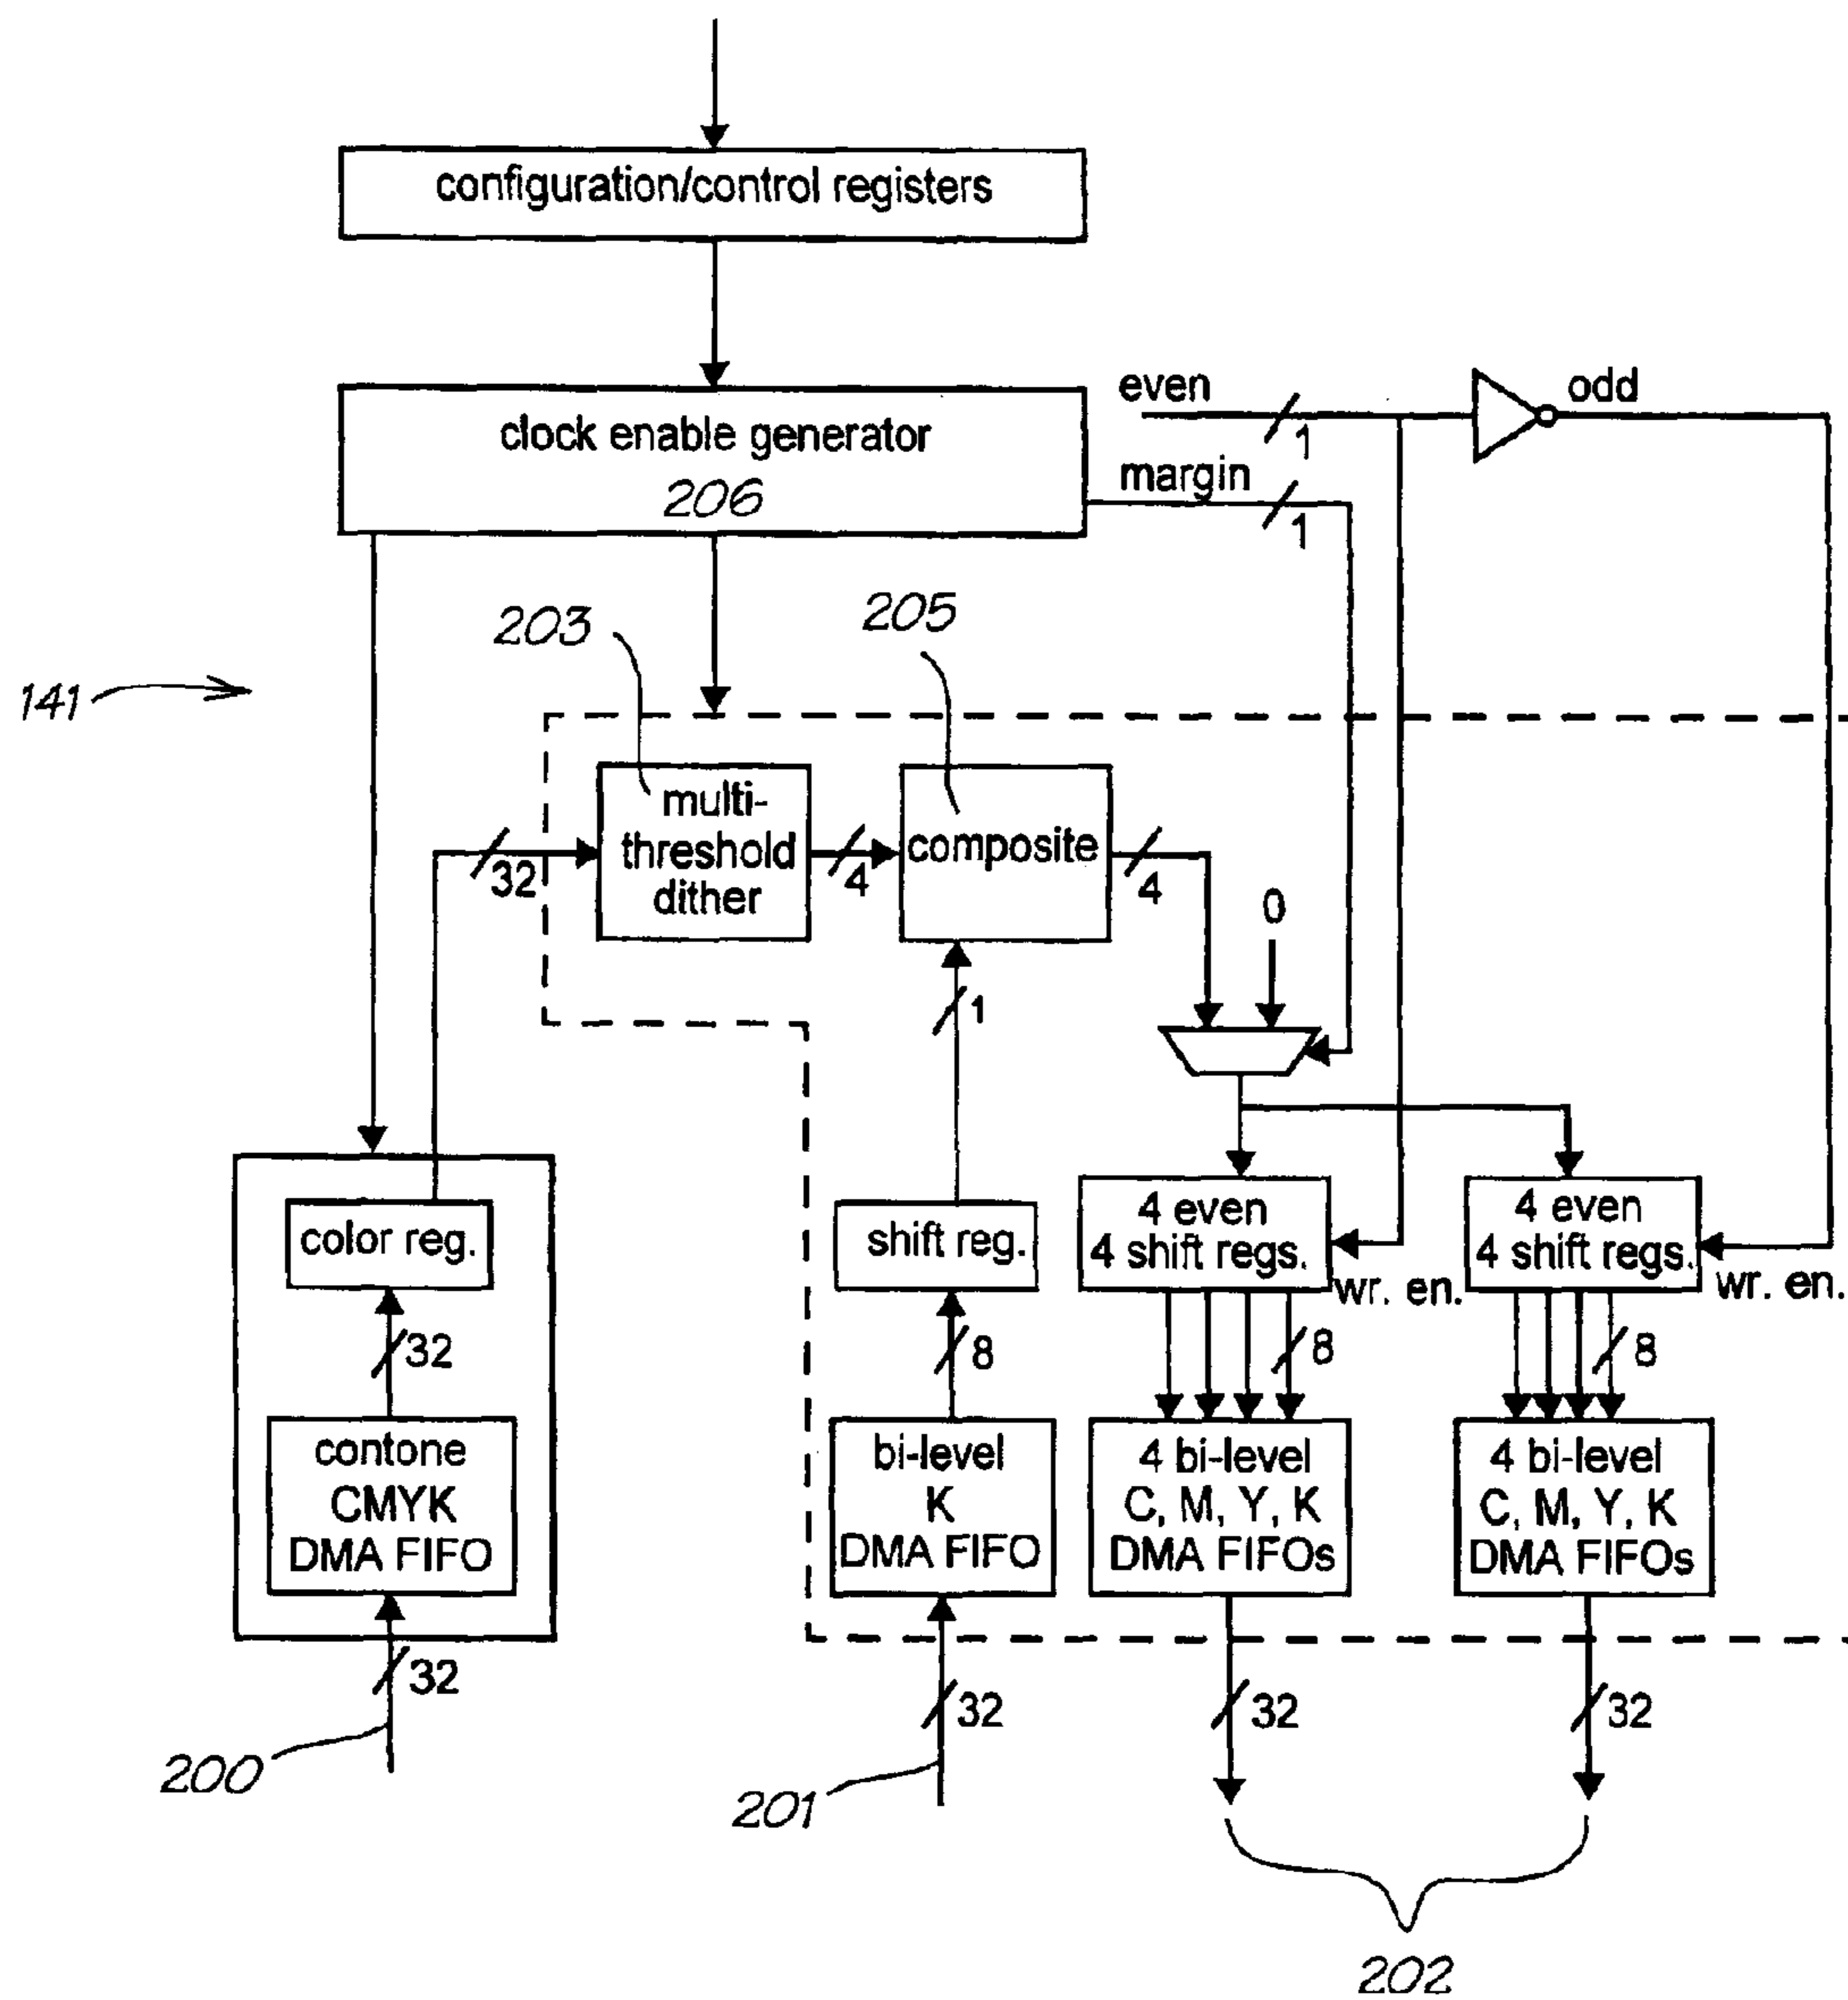 configuration/control registers
clock enable generator
206
even
1
odd
margin
1
203
205
141
multi-
threshold
dither
32
4
composite
4
0
1
color reg.
shift reg.
4 even
4 shift regs.
wr. en.
4 even
4 shift regs.
wr. en.
32
8
8
8
contone
CMYK
DMA FIFO
bi-level
K
DMA FIFO
4 bi-level
C, M, Y, K
DMA FIFOs
4 bi-level
C, M, Y, K
DMA FIFOs
32
32
32
32
200
201
202